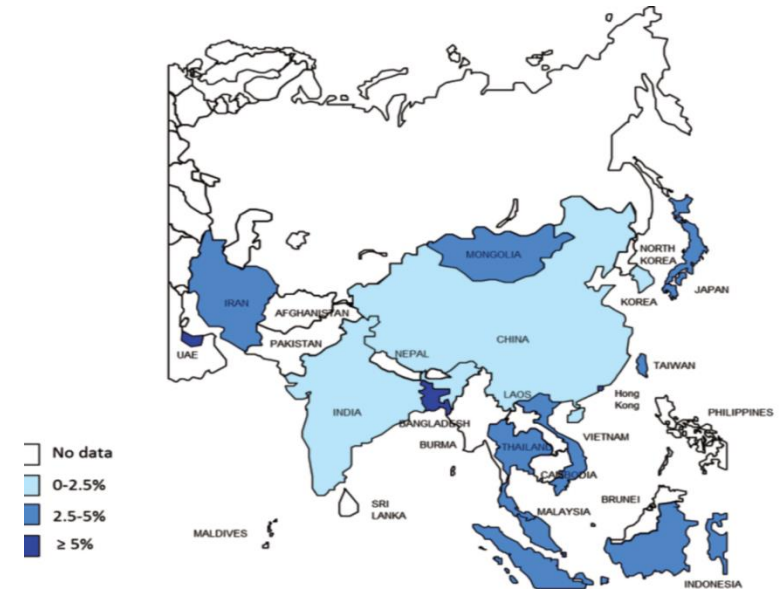 MONGOLIA
NORTH
KOREA
JAPAN
KOREA
IRAN
AFGHANISTAN
CHINA
PAKISTAN
UAE
NEPAL
TAIWAN
LAOS
Hong
Kong
INDIA
BANGLADESH
PHILIPPINES
BURMA
THAILAND
VIETNAM
CAMBODIA
No data
0-2.5%
2.5-5%
≥ 5%
SRI
LANKA
MALDIVES
BRUNEI
MALAYSIA
INDONESIA